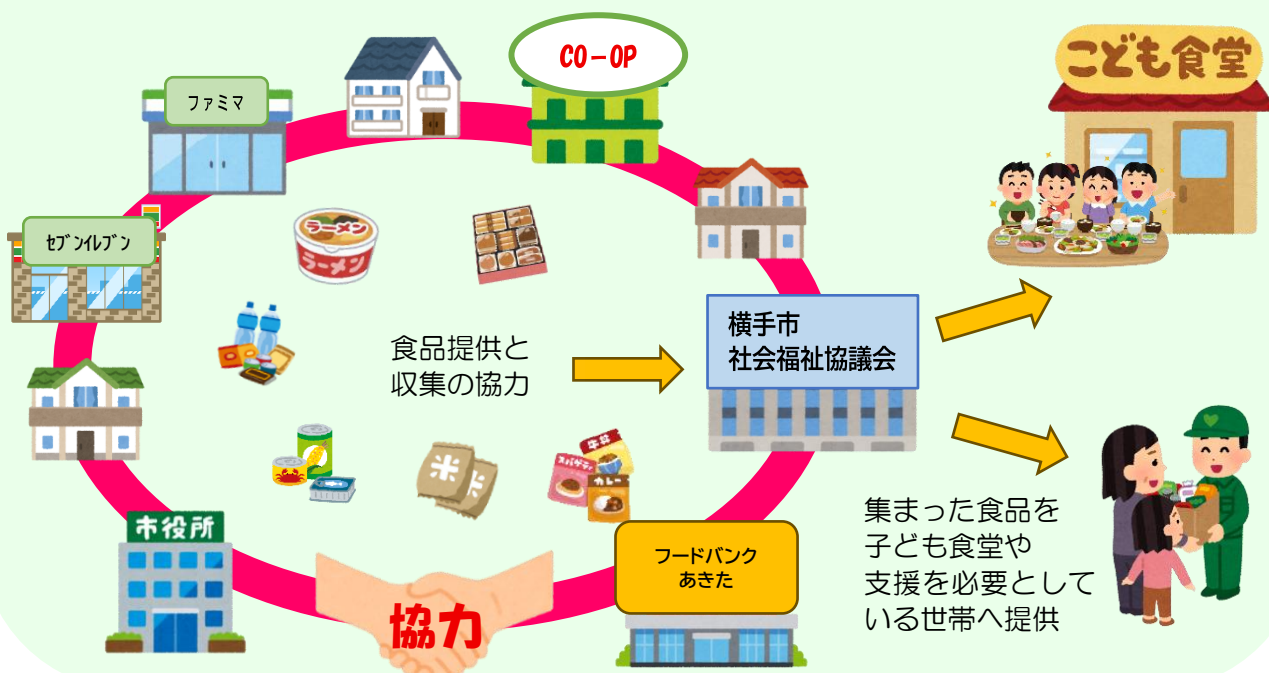 CO-OP
こども食堂
ファミマ
セブンイレブン
ラーメン
ラーメン
横手市
社会福祉協議会
食品提供と
収集の協力
米
米
牛丼
スパゲティ
カレー
市役所
フードバンク
あきた
協力
集まった食品を
子ども食堂や
支援を必要として
いる世帯へ提供